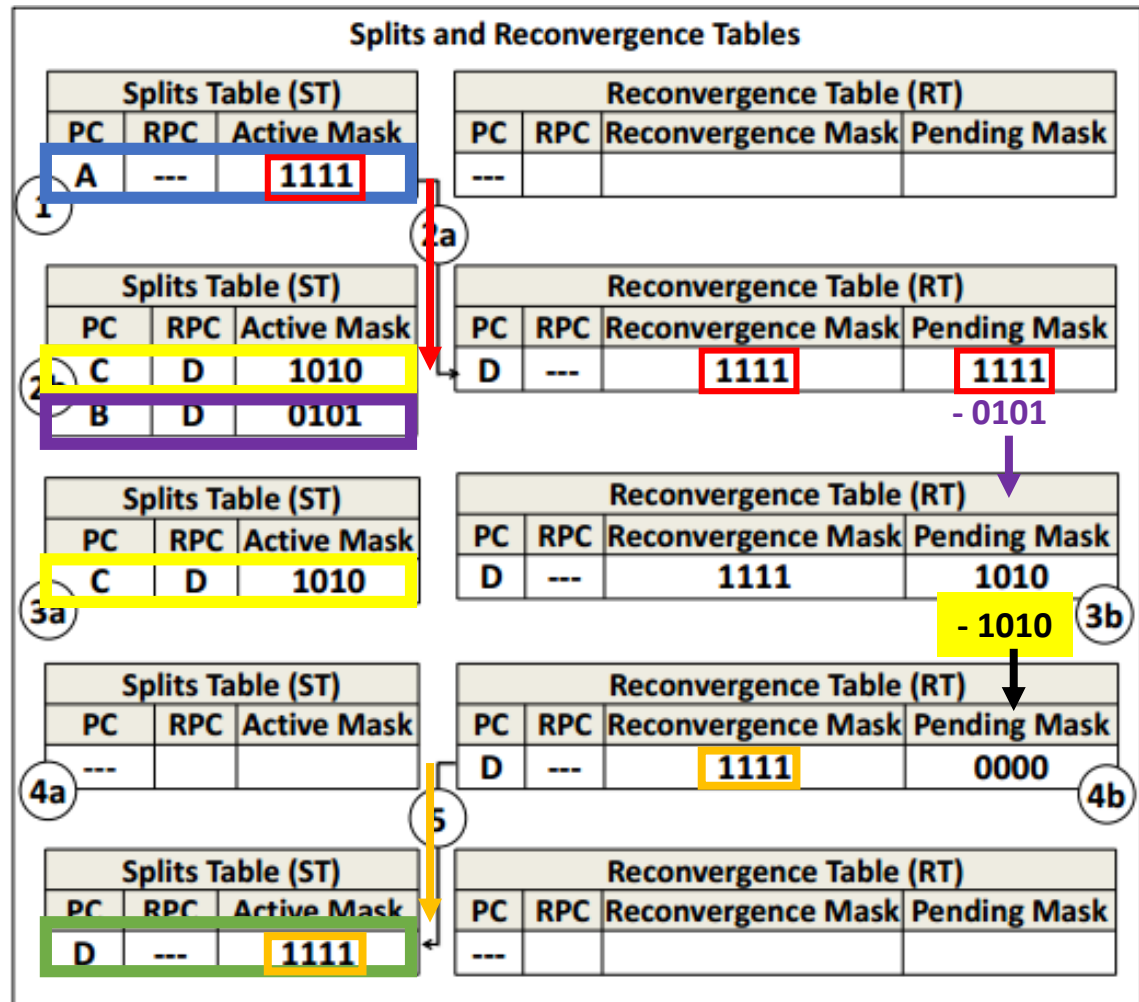 Splits and Reconvergence Tables
Splits Table (ST) Reconvergence Table (RT)
PC RPC Active Mask PC RPC Reconvergence Mask Pending Mask
A --- 1111 ---
1
2a
Splits Table (ST) Reconvergence Table (RT)
PC RPC Active Mask PC RPC Reconvergence Mask Pending Mask
C D 1010 D --- 1111 1111
2b
B D 0101 - 0101
Splits Table (ST) Reconvergence Table (RT)
PC RPC Active Mask PC RPC Reconvergence Mask Pending Mask
C D 1010 D --- 1111 1010
3a 3b
- 1010
Splits Table (ST) Reconvergence Table (RT)
PC RPC Active Mask PC RPC Reconvergence Mask Pending Mask
--- D --- 1111 0000
4a 4b
5
Splits Table (ST) Reconvergence Table (RT)
PC RPC Active Mask PC RPC Reconvergence Mask Pending Mask
D --- 1111 ---